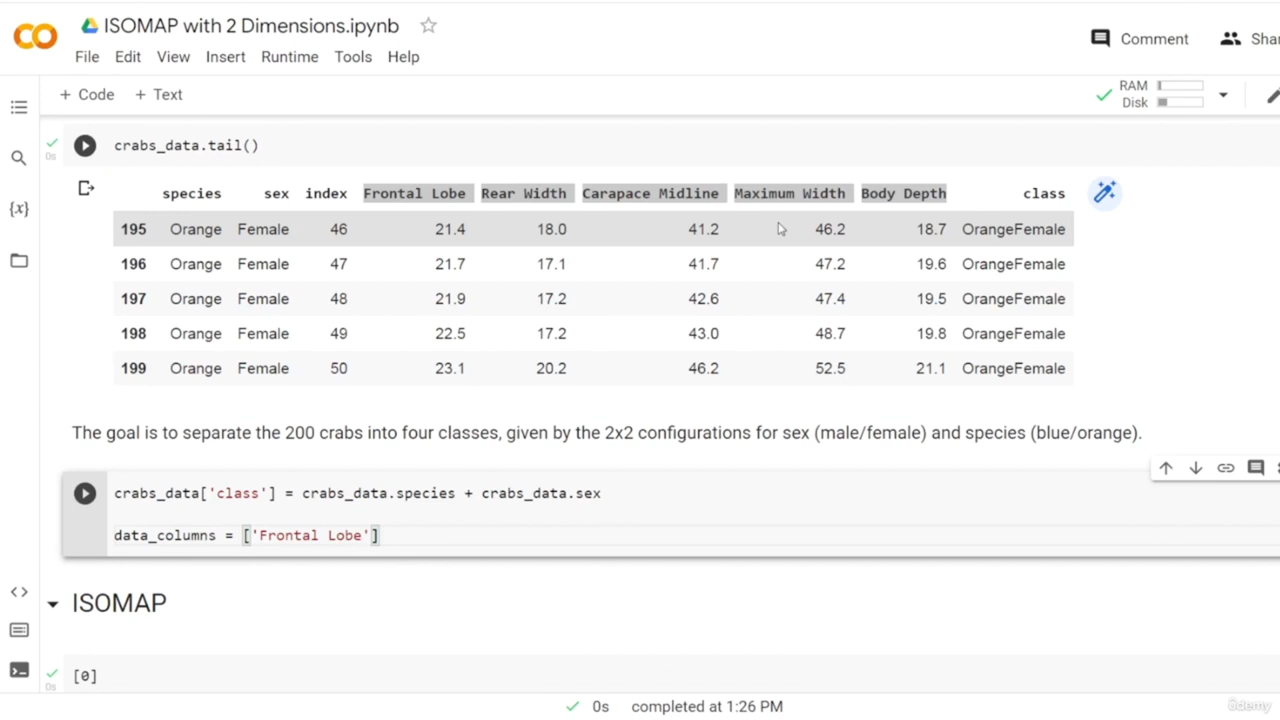 ISOMAP with 2 Dimensions.ipynb
Comment
Shar
File Edit View Insert Runtime Tools Help
+ Code + Text
RAM
Disk
0s
crabs_data.tail()
species sex index Frontal Lobe Rear Width Carapace Midline Maximum Width Body Depth class
195 Orange Female 46 21.4 18.0 41.2 46.2 18.7 OrangeFemale
196 Orange Female 47 21.7 17.1 41.7 47.2 19.6 OrangeFemale
197 Orange Female 48 21.9 17.2 42.6 47.4 19.5 OrangeFemale
198 Orange Female 49 22.5 17.2 43.0 48.7 19.8 OrangeFemale
199 Orange Female 50 23.1 20.2 46.2 52.5 21.1 OrangeFemale
The goal is to separate the 200 crabs into four classes, given by the 2x2 configurations for sex (male/female) and species (blue/orange).
crabs_data['class'] = crabs_data.species + crabs_data.sex
data_columns = ['Frontal Lobe']
ISOMAP
[0]
0s
0s completed at 1:26 PM
ûdemy